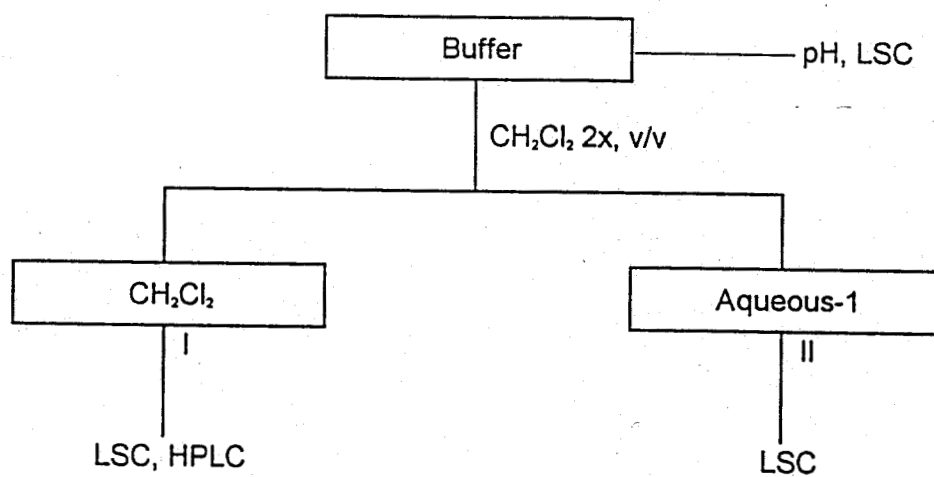 Buffer
pH, LSC
CH₂Cl₂ 2x, v/v
CH₂Cl₂
Aqueous-1
I
II
LSC, HPLC
LSC